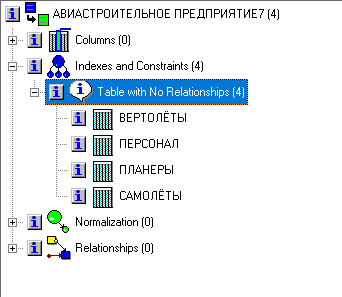 АВИАСТРОИТЕЛЬНОЕ ПРЕДПРИЯТИЕ7 (4)
Columns (0)
Indexes and Constraints (4)
Table with No Relationships (4)
ВЕРТОЛЁТЫ
ПЕРСОНАЛ
ПЛАНЕРЫ
САМОЛЁТЫ
Normalization (0)
Relationships (0)